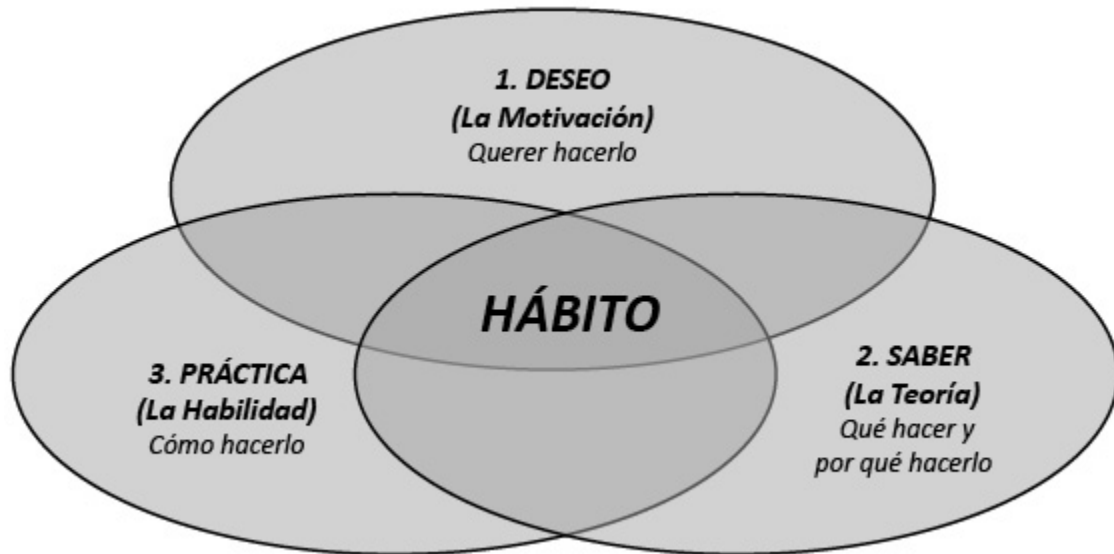 1. DESEO
(La Motivación)
Querer hacerlo
HÁBITO
3. PRÁCTICA
(La Habilidad)
Cómo hacerlo
2. SABER
(La Teoría)
Qué hacer y
por qué hacerlo